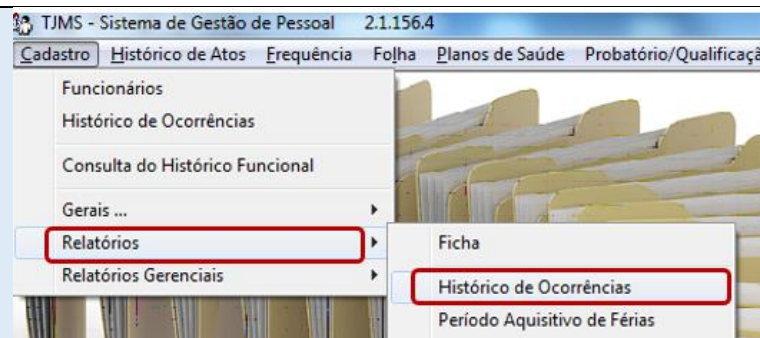 TJMS - Sistema de Gestão de Pessoal 2.1.156.4
Cadastro Histórico de Atos Frequência Folha Planos de Saúde Probatório/Qualificaçã
Funcionários
Histórico de Ocorrências
Consulta do Histórico Funcional
Gerais ...
Relatórios
Ficha
Relatórios Gerenciais
Histórico de Ocorrências
Período Aquisitivo de Férias